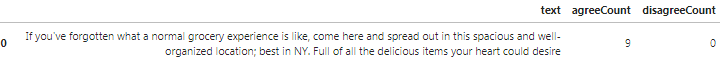 text agreeCount disagreeCount
0 If you've forgotten what a normal grocery experience is like, come here and spread out in this spacious and well- 9 0
organized location; best in NY. Full of all the delicious items your heart could desire